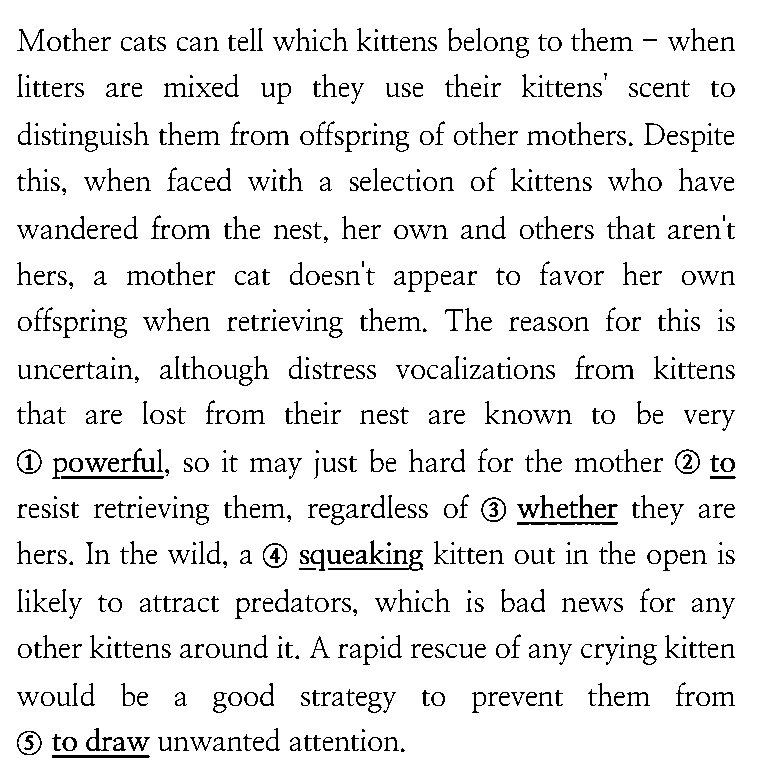 Mother cats can tell which kittens belong to them – when
litters are mixed up they use their kittens' scent to
distinguish them from offspring of other mothers. Despite
this, when faced with a selection of kittens who have
wandered from the nest, her own and others that aren't
hers, a mother cat doesn't appear to favor her own
offspring when retrieving them. The reason for this is
uncertain, although distress vocalizations from kittens
that are lost from their nest are known to be very
① powerful, so it may just be hard for the mother ② to
resist retrieving them, regardless of ③ whether they are
hers. In the wild, a ④ squeaking kitten out in the open is
likely to attract predators, which is bad news for any
other kittens around it. A rapid rescue of any crying kitten
would be a good strategy to prevent them from
⑤ to draw unwanted attention.